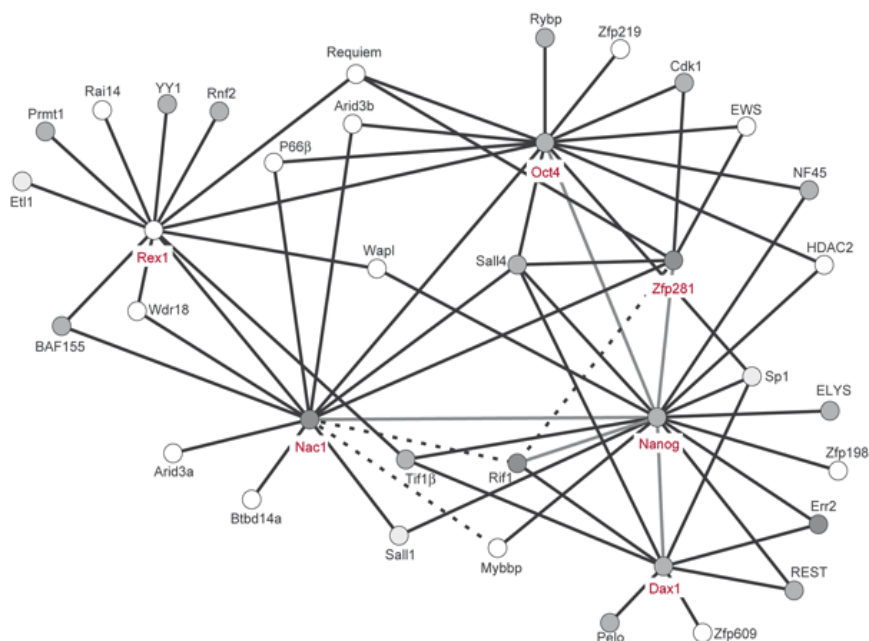 Rybp
Zfp219
Requiem
Cdk1
Rai14
YY1
Rnf2
Prmt1
Arid3b
EWS
P66β
Oct4
NF45
Etl1
Rex1
Wapl
Sall4
HDAC2
Zfp281
Wdr18
BAF155
Sp1
ELYS
Nac1
Nanog
Arid3a
Tif1β
Rif1
Zfp198
Btbd14a
Err2
Sall1
Mybbp
REST
Dax1
Pelo
Zfp609